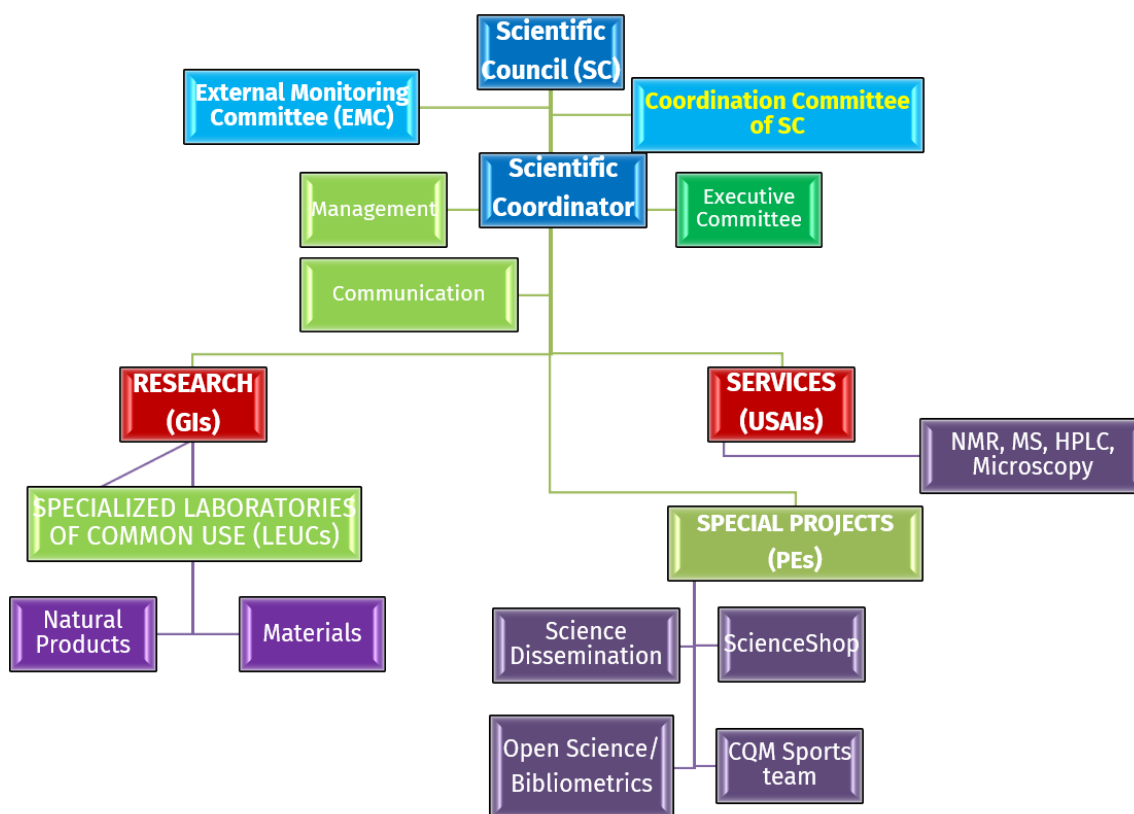 Scientific
Council (SC)
External Monitoring
Committee (EMC)
Coordination Committee
of SC
Scientific
Coordinator
Management
Executive
Committee
Communication
RESEARCH
(GIs)
SERVICES
(USAIs)
NMR, MS, HPLC,
Microscopy
SPECIALIZED LABORATORIES
OF COMMON USE (LEUCs)
SPECIAL PROJECTS
(PEs)
Natural
Products
Materials
Science
Dissemination
ScienceShop
Open Science/
Bibliometrics
CQM Sports
team